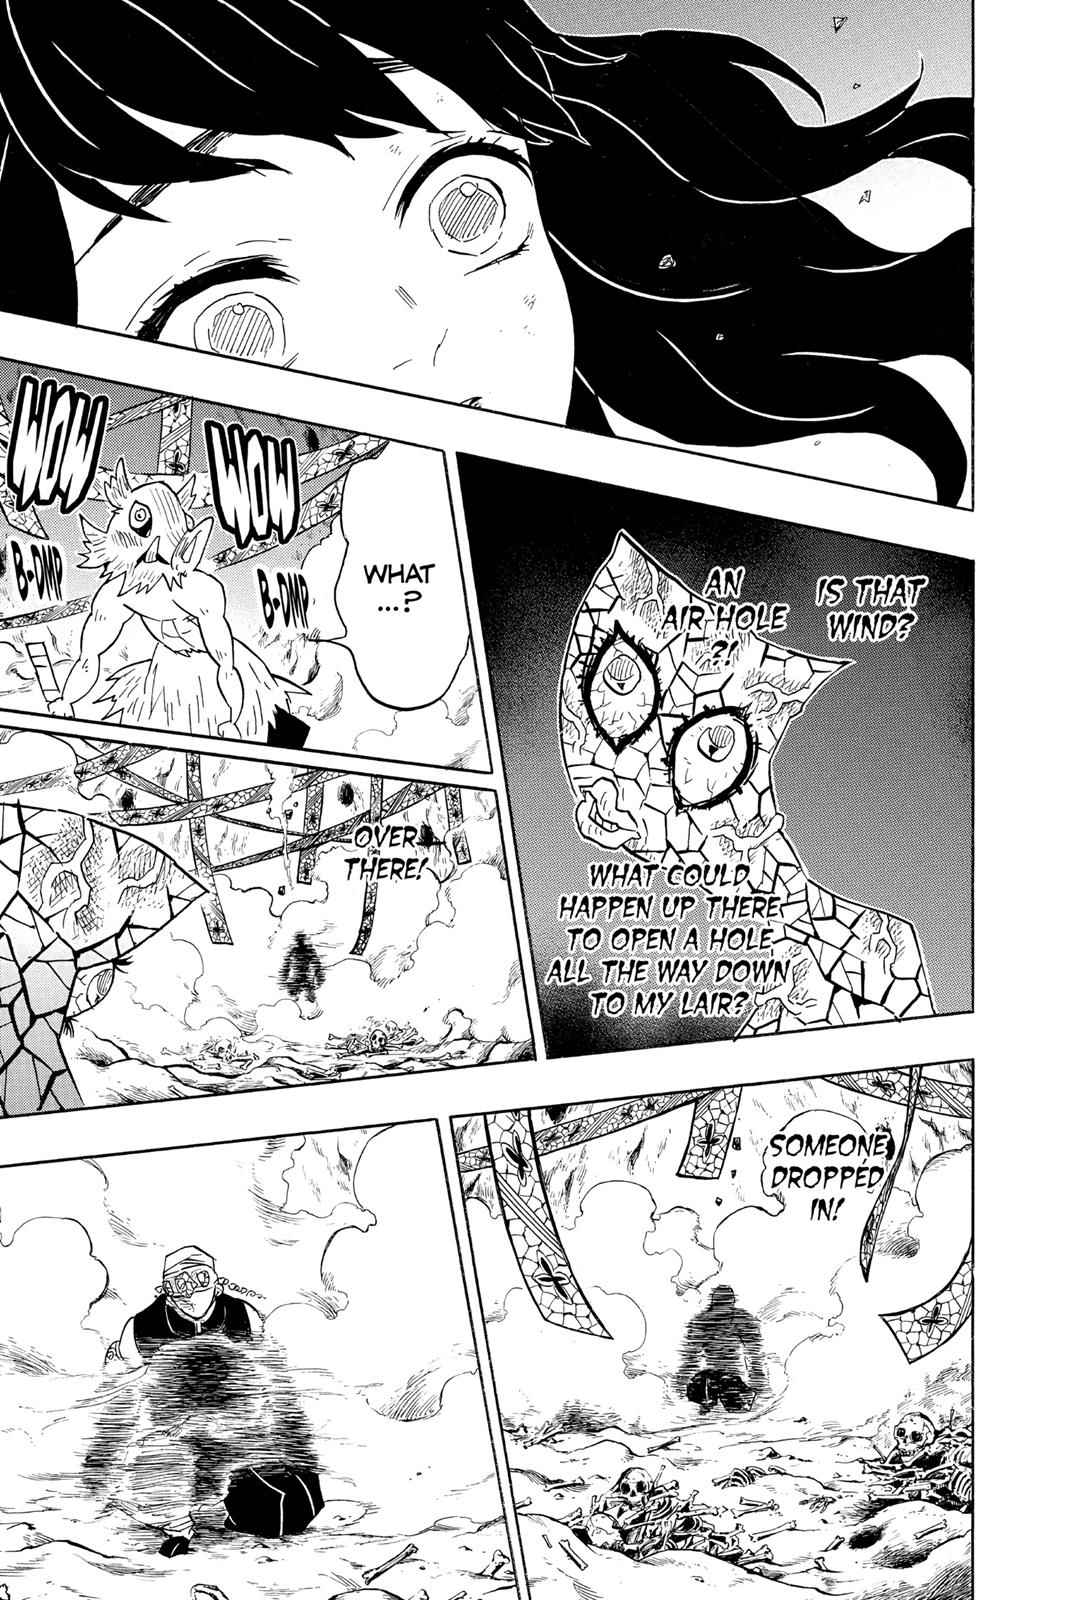 IS THAT
WIND?
AN
AIR HOLE
?!
WHAT COULD
HAPPEN UP THERE
TO OPEN A HOLE
ALL THE WAY DOWN
TO MY LAIR?
WHAT
...?
WOW
WOW
B-DMP
B-DMP
OVER
THERE!
SOMEONE
DROPPED
IN!